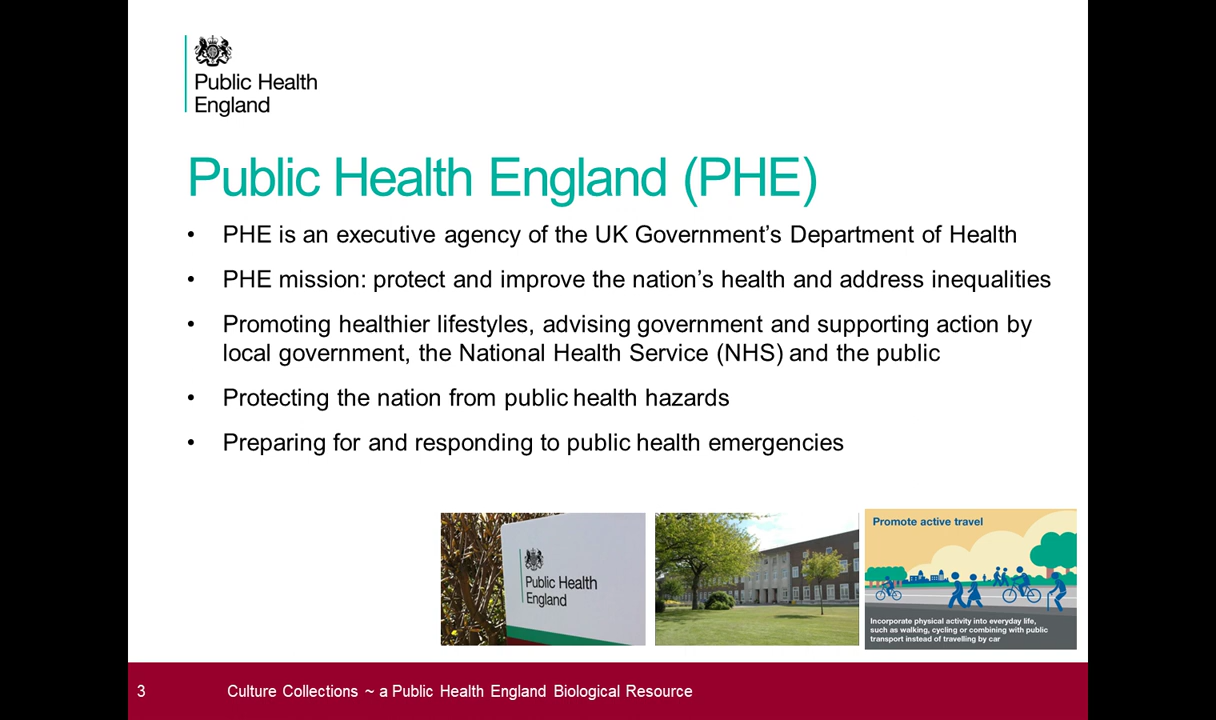 Public Health
England
Public Health England (PHE)
• PHE is an executive agency of the UK Government’s Department of Health
• PHE mission: protect and improve the nation’s health and address inequalities
• Promoting healthier lifestyles, advising government and supporting action by
local government, the National Health Service (NHS) and the public
• Protecting the nation from public health hazards
• Preparing for and responding to public health emergencies
Public Health
England
Promote active travel
Incorporate physical activity into everyday life,
such as walking, cycling or combining with public
transport instead of travelling by car
3 Culture Collections ~ a Public Health England Biological Resource